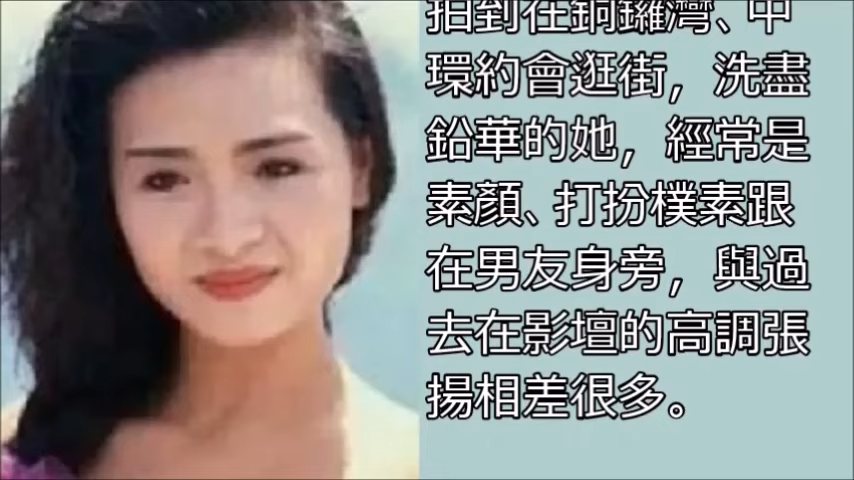 拍到在銅鑼灣、中
環約會逛街，洗盡
鉛華的她，經常是
素顏、打扮樸素跟
在男友身旁，與過
去在影壇的高調張
揚相差很多。